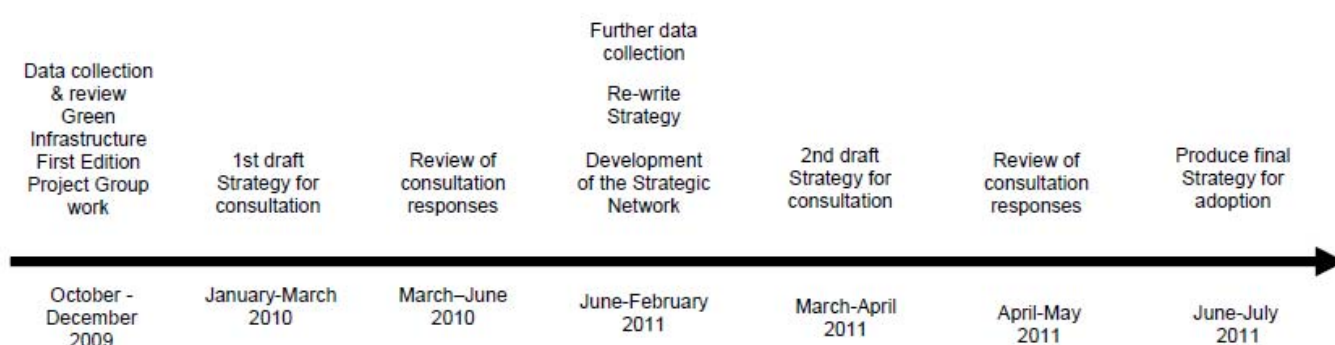 Data collection
& review
Green
Infrastructure
First Edition
Project Group
work
1st draft
Strategy for
consultation
Review of
consultation
responses
Further data
collection
Re-write
Strategy
Development
of the Strategic
Network
2nd draft
Strategy for
consultation
Review of
consultation
responses
Produce final
Strategy for
adoption
October -
December
2009
January-March
2010
March–June
2010
June-February
2011
March-April
2011
April-May
2011
June-July
2011